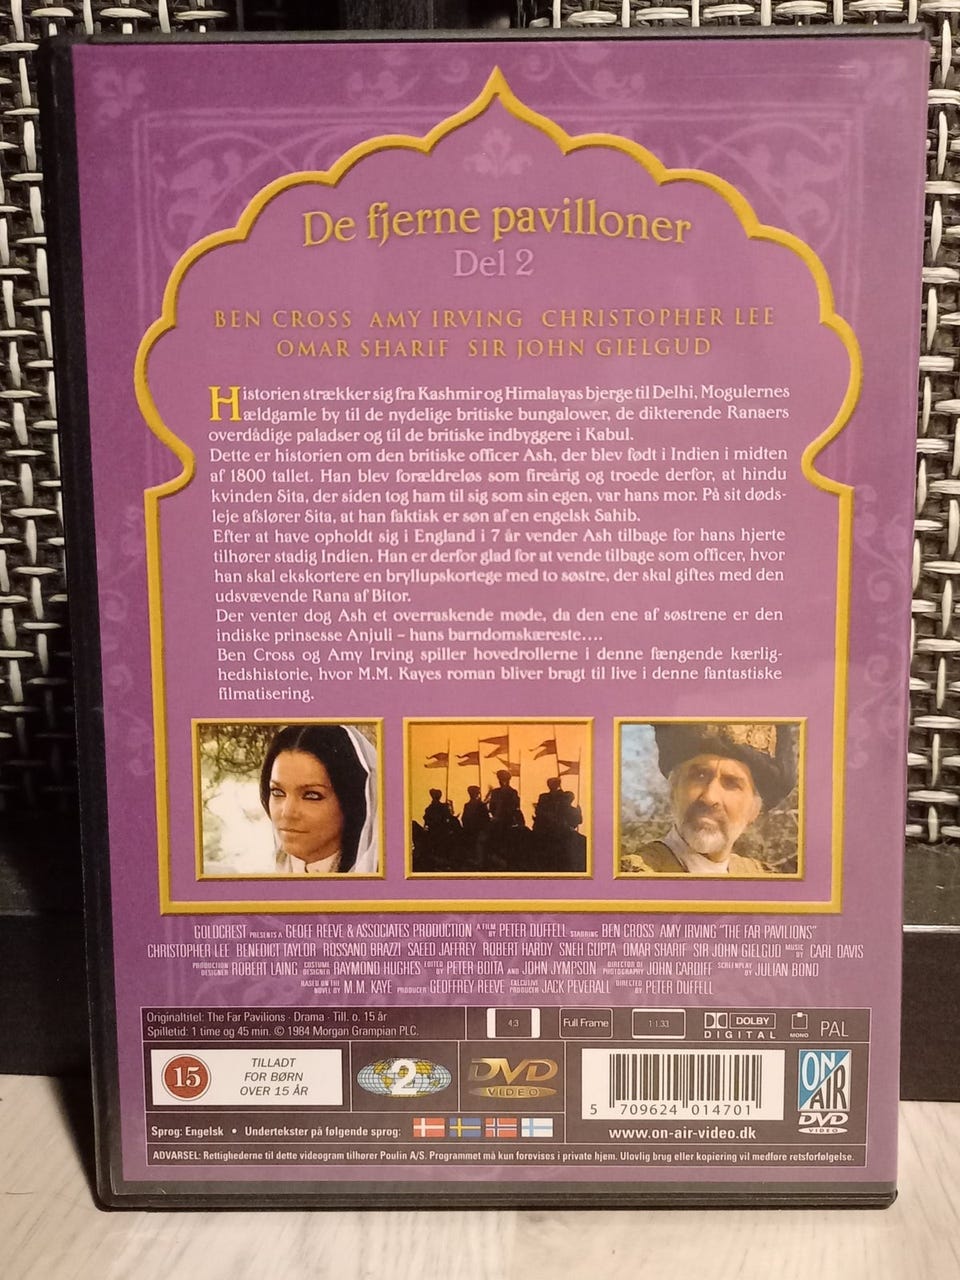 De fjerne pavilloner
Del 2
BEN CROSS AMY IRVING CHRISTOPHER LEE
OMAR SHARIF SIR JOHN GIELGUD
Historien strækker sig fra Kashmir og Himalayas bjerge til Delhi, Mogulernes
ældgamle by til de nydelige britiske bungalower, de dikterende Ranaers
overdådige paladser og til de britiske indbyggere i Kabul.
Dette er historien om den britiske officer Ash, der blev født i Indien i midten
af 1800 tallet. Han blev forældreløs som fireårig og troede derfor, at hindu
kvinden Sita, der siden tog ham til sig som sin egen, var hans mor. På sit døds-
leje afslører Sita, at han faktisk er søn af en engelsk Sahib.
Efter at have opholdt sig i England i 7 år vender Ash tilbage for hans hjerte
tilhører stadig Indien. Han er derfor glad for at vende tilbage som officer, hvor
han skal ekskortere en bryllupskortege med to søstre, der skal giftes med den
udsvævende Rana af Bitor.
Der venter dog Ash et overraskende møde, da den ene af søstrene er den
indiske prinsesse Anjuli – hans barndomskæreste....
Ben Cross og Amy Irving spiller hovedrollerne i denne fængende kærlig-
hedshistorie, hvor M.M. Kayes roman bliver bragt til live i denne fantastiske
filmatisering.
GOLDCREST PRESENTS A GEOFF REEVE & ASSOCIATES PRODUCTION A FILM BY PETER DUFFELL STARRING BEN CROSS AMY IRVING "THE FAR PAVILIONS"
CHRISTOPHER LEE BENEDICT TAYLOR ROSSANO BRAZZI SAEED JAFFREY ROBERT HARDY SNEH GUPTA OMAR SHARIF SIR JOHN GIELGUD MUSIC BY CARL DAVIS
PRODUCTION DESIGNER ROBERT LAING COSTUME DESIGNER RAYMOND HUGHES EDITED BY PETER BOITA AND JOHN JYMPSON DIRECTOR OF PHOTOGRAPHY JOHN CARDIFF SCREENPLAY BY JULIAN BOND
BASED ON THE NOVEL BY M.M. KAYE PRODUCER GEOFFREY REEVE EXECUTIVE PRODUCER JACK PEVERALL DIRECTED BY PETER DUFFELL
Originaltitel: The Far Pavilions · Drama · Till. o. 15 år
Spilletid: 1 time og 45 min. © 1984 Morgan Grampian PLC.
4:3
Full Frame
1:1.33
DOLBY
DIGITAL
MONO
PAL
15
TILLADT
FOR BØRN
OVER 15 ÅR
2
DVD
VIDEO
5 709624 014701
ON
AIR
DVD
VIDEO
Sprog: Engelsk • Undertekster på følgende sprog:
www.on-air-video.dk
ADVARSEL: Rettighederne til dette videogram tilhører Poulin A/S. Programmet må kun forevises i private hjem. Ulovlig brug eller kopiering vil medføre retsforfølgelse.